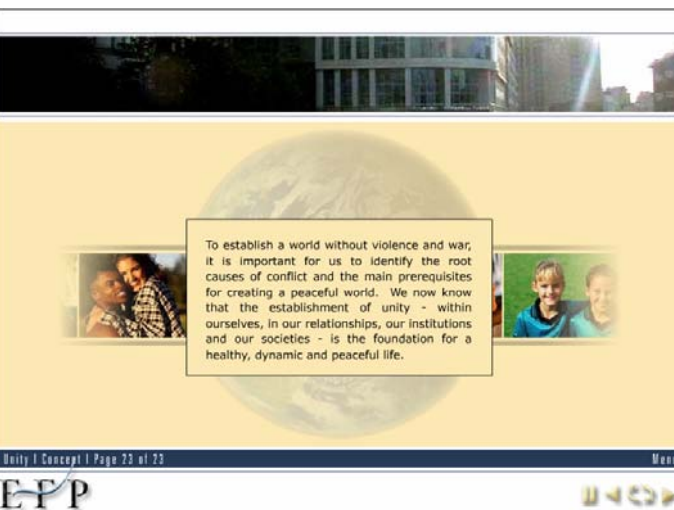 To establish a world without violence and war,
it is important for us to identify the root
causes of conflict and the main prerequisites
for creating a peaceful world. We now know
that the establishment of unity - within
ourselves, in our relationships, our institutions
and our societies - is the foundation for a
healthy, dynamic and peaceful life.
Unity | Concept | Page 23 of 23
Menu
EFP